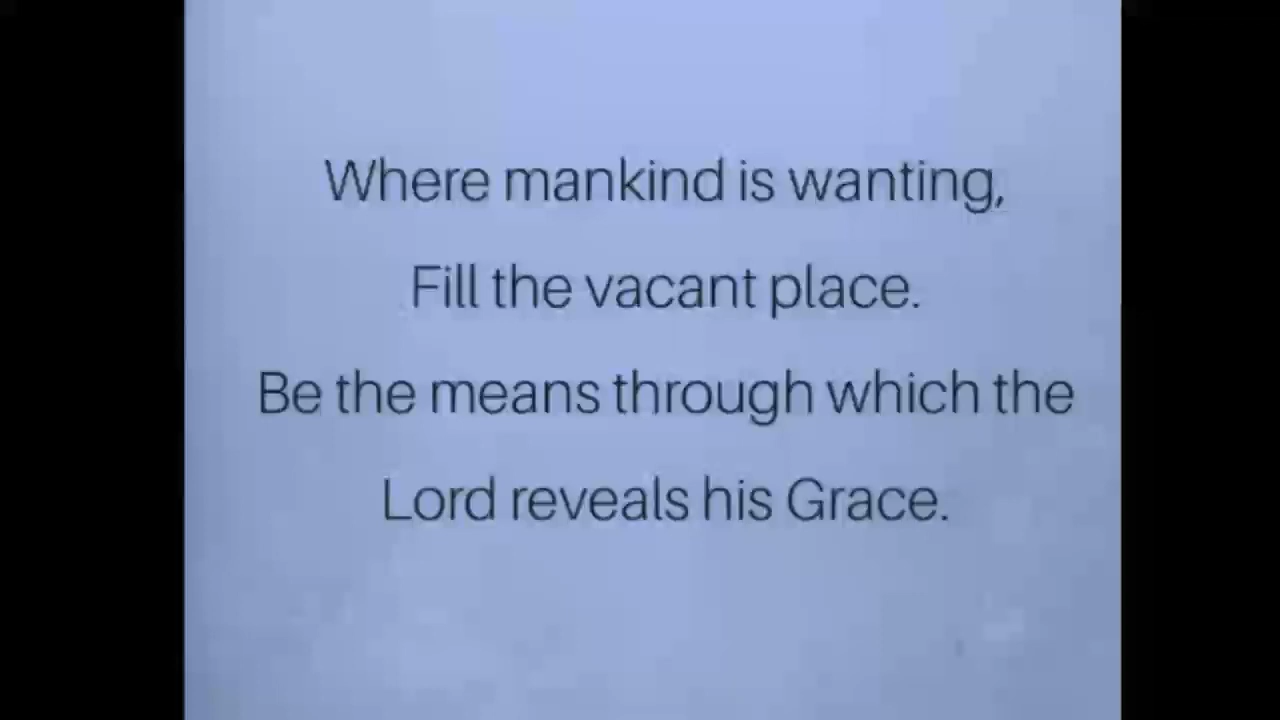 Where mankind is wanting,
Fill the vacant place.
Be the means through which the
Lord reveals his Grace.